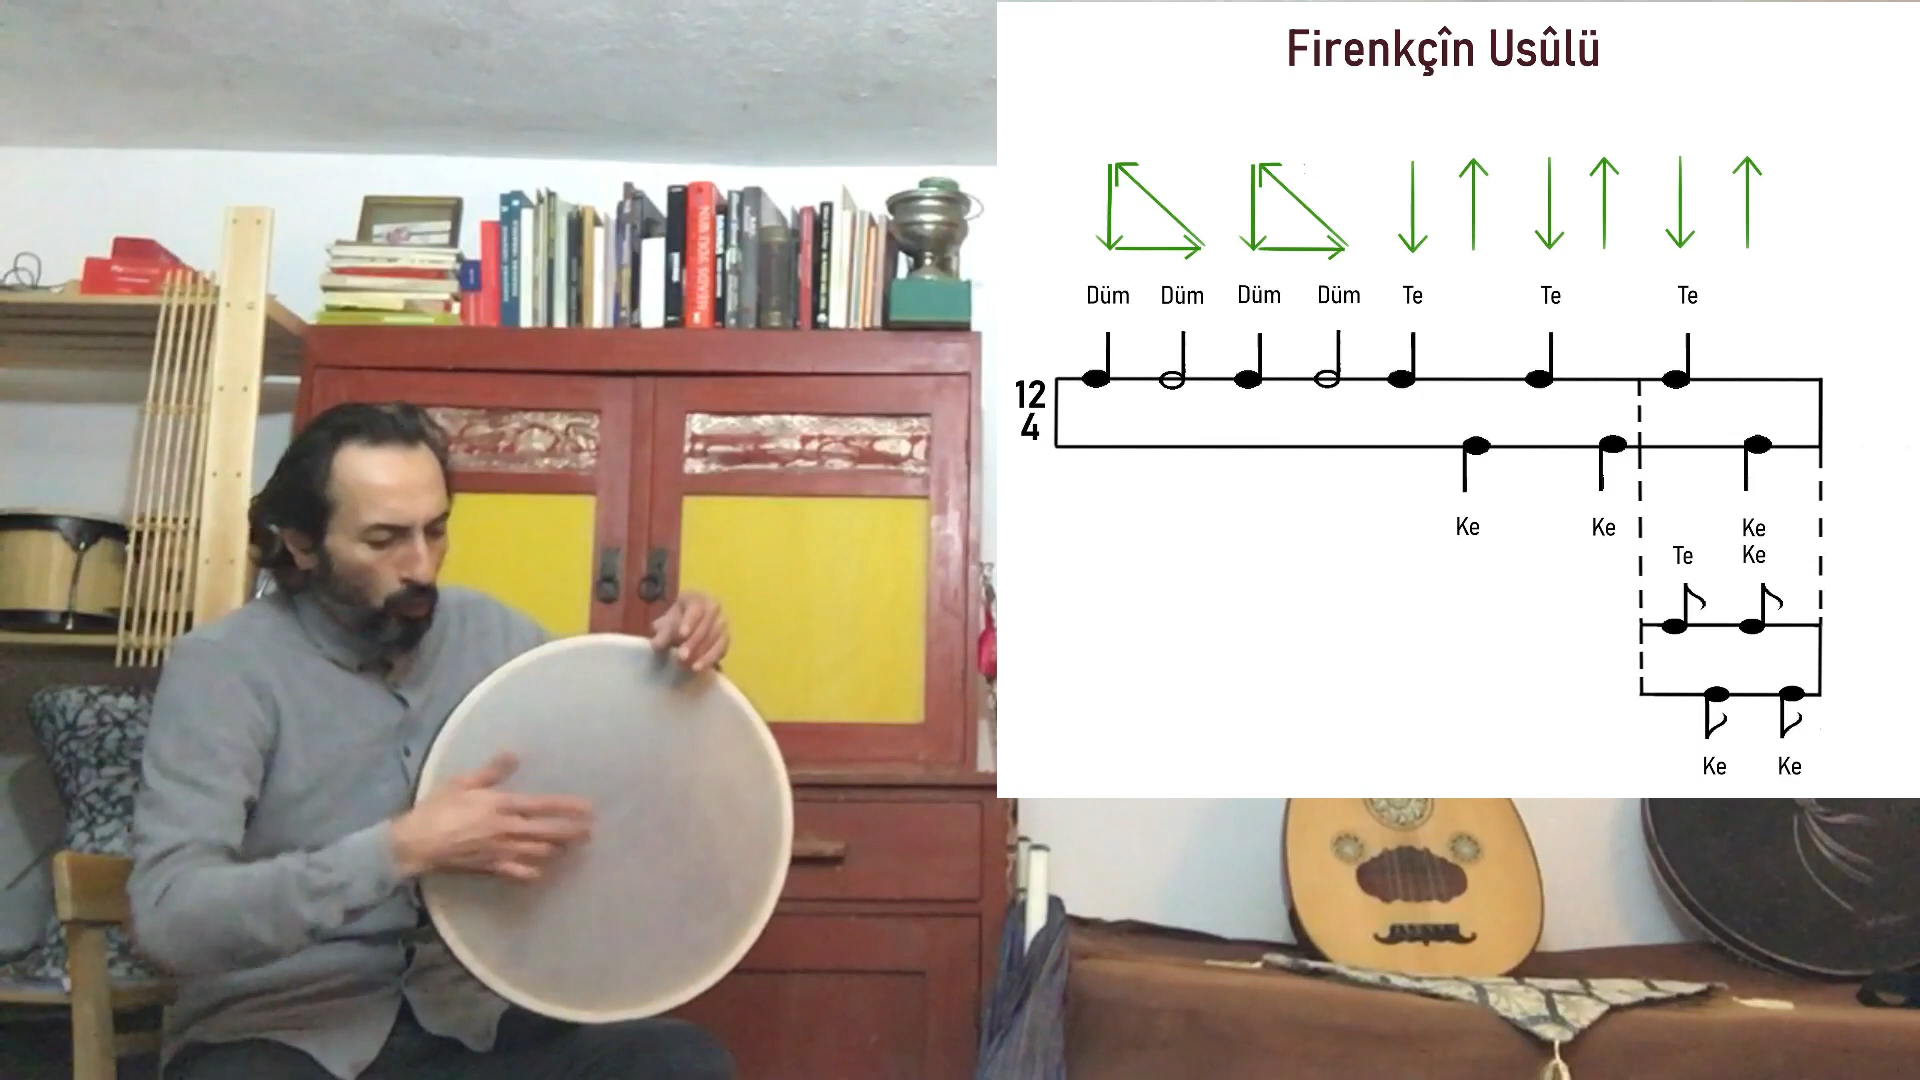 Firenkçîn Usûlü
Düm Düm Düm Düm Te Te Te
12
4
Ke Ke Ke
Te Ke
Ke Ke